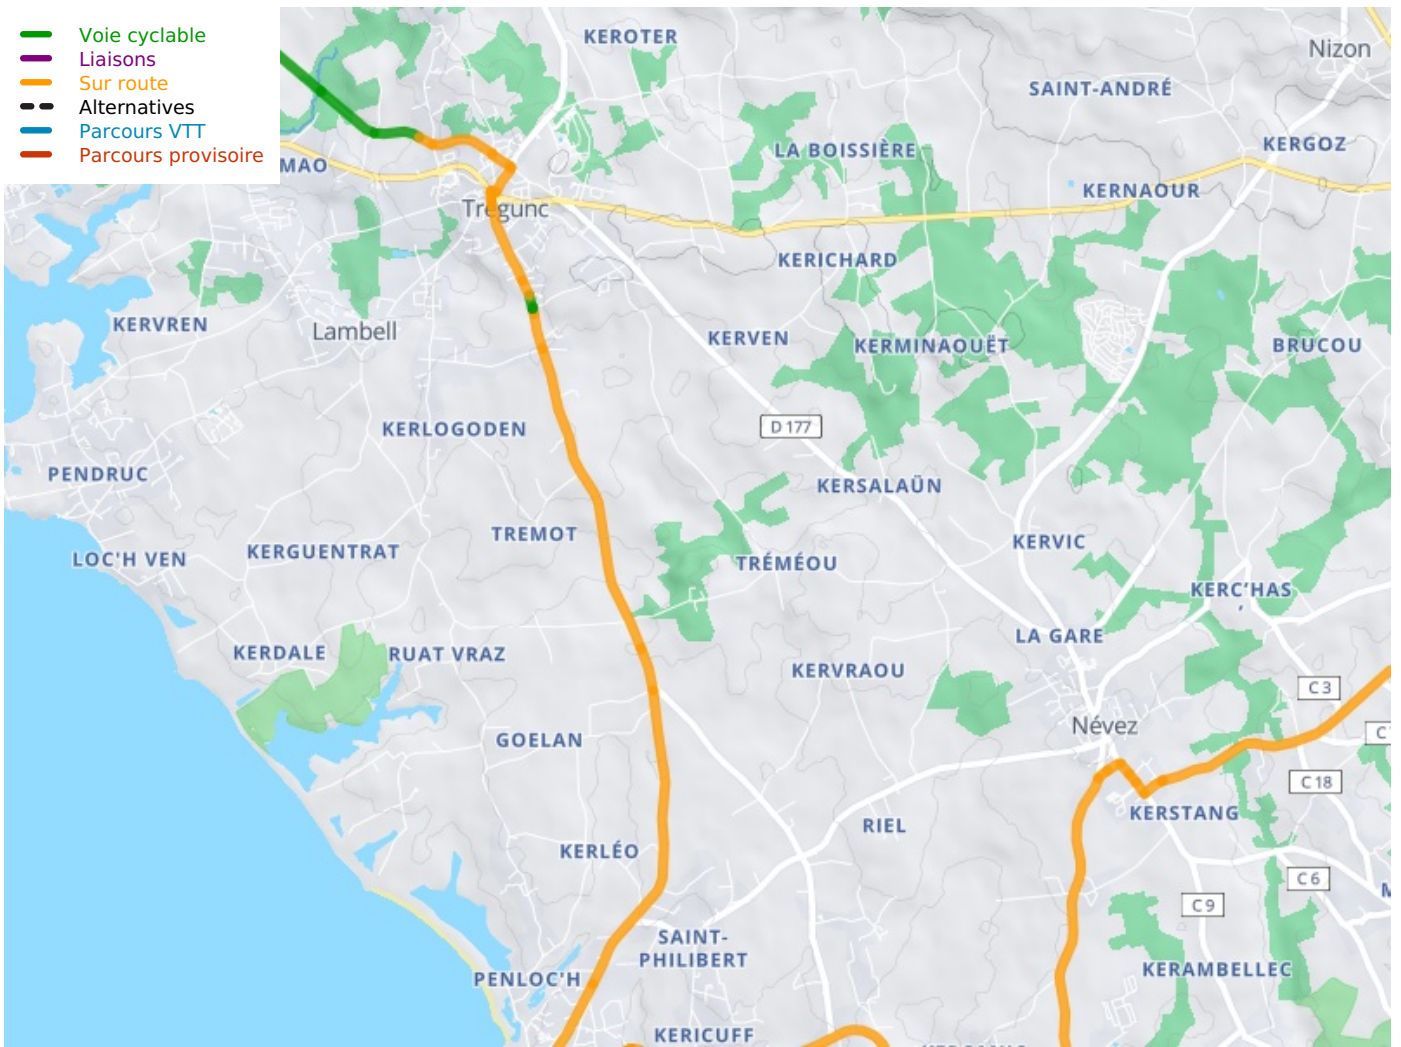 Voie cyclable
Liaisons
Sur route
Alternatives
Parcours VTT
Parcours provisoire
KEROTER
Nizon
SAINT-ANDRÉ
KERGOZ
LA BOISSIÈRE
MAO
KERNAOUR
Trégunc
KERICHARD
KERVREN
Lambell
KERVEN
KERMINAOUËT
BRUCOU
KERLOGODEN
D 177
PENDRUC
KERSALAÜN
TREMOT
KERVIC
LOC'H VEN
KERGUENTRAT
TRÉMÉOU
KERC'HAS
LA GARE
KERDALE
RUAT VRAZ
KERVRAOU
C 3
Névez
C
GOELAN
C 18
KERSTANG
RIEL
KERLÉO
C 6
M
C 9
SAINT-
PHILIBERT
KERAMBELLEC
PENLOC'H
KERICUFF